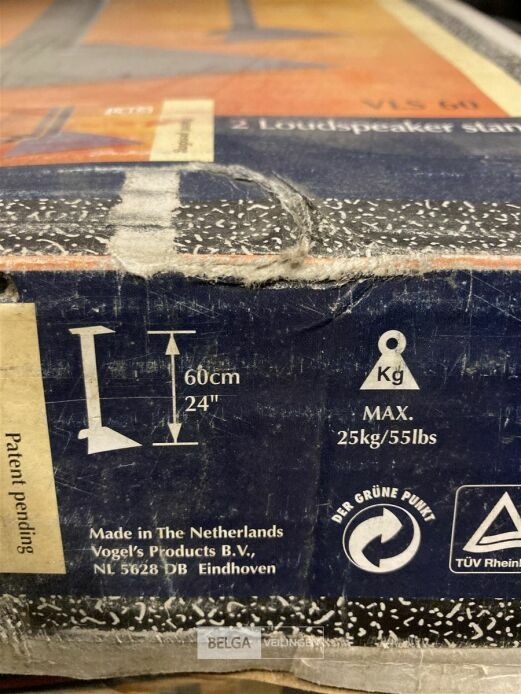 VLS 60
2 Loudspeaker stan
60cm
24"
Kg
MAX.
25kg/55lbs
Patent pending
DER GRÜNE PUNKT
Made in The Netherlands
Vogel's Products B.V.,
NL 5628 DB Eindhoven
TÜV Rheinl
BELGA VEILINGEN